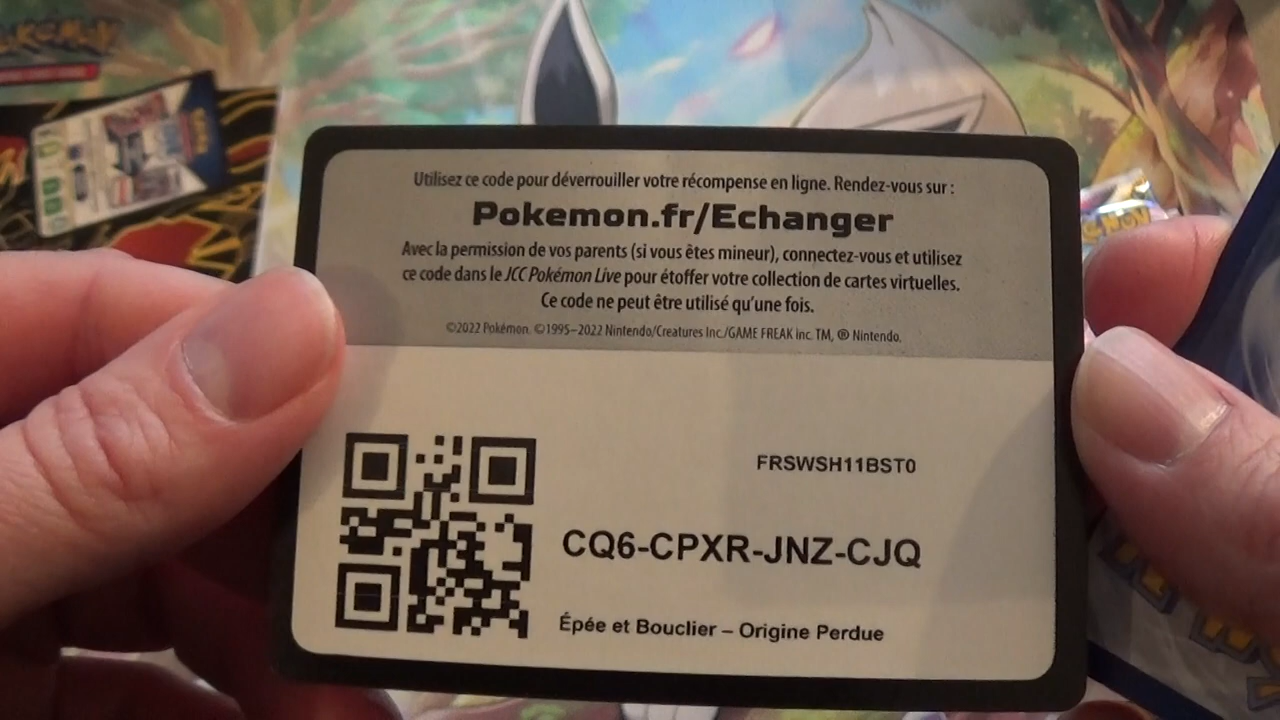 POKÉMON
Utilisez ce code pour déverrouiller votre récompense en ligne. Rendez-vous sur :
Pokemon.fr/Echanger
Avec la permission de vos parents (si vous êtes mineur), connectez-vous et utilisez
ce code dans le JCC Pokémon Live pour étoffer votre collection de cartes virtuelles.
Ce code ne peut être utilisé qu'une fois.
©2022 Pokémon. ©1995–2022 Nintendo/Creatures Inc./GAME FREAK inc. TM, ® Nintendo.
FRSWSH11BST0
CQ6-CPXR-JNZ-CJQ
Épée et Bouclier – Origine Perdue